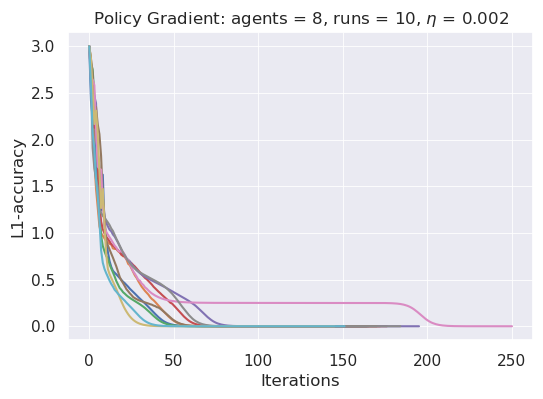 Policy Gradient: agents = 8, runs = 10, η = 0.002
3.0
2.5
2.0
1.5
1.0
0.5
0.0
L1-accuracy
0 50 100 150 200 250
Iterations